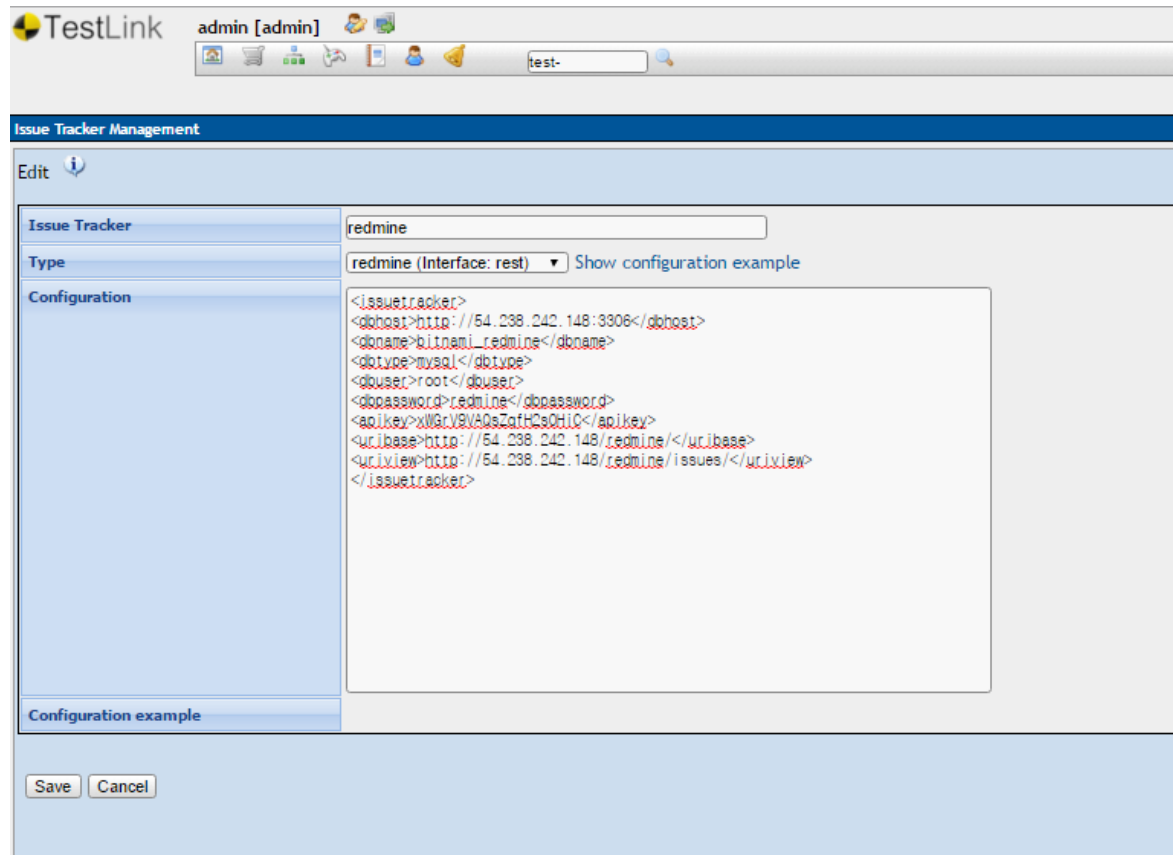 TestLink
admin [admin]
test-
Issue Tracker Management
Edit
Issue Tracker
redmine
Type
redmine (Interface: rest)
Show configuration example
Configuration
<issuetracker>
<dbhost>http://54.238.242.148:3306</dbhost>
<dbname>bitnami_redmine</dbname>
<dbtype>mysql</dbtype>
<dbuser>root</dbuser>
<dbpassword>redmine</dbpassword>
<apikey>xWGrV9VAQsZqfH2sOHiC</apikey>
<uribase>http://54.238.242.148/redmine/</uribase>
<uriview>http://54.238.242.148/redmine/issues/</uriview>
</issuetracker>
Configuration example
Save
Cancel